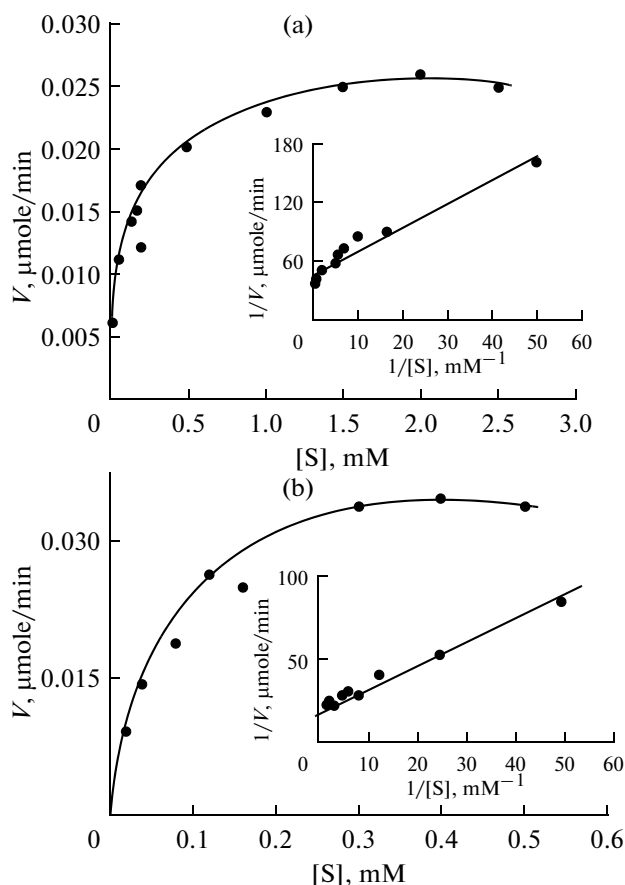 (a)
0.030
0.025
0.020
0.015
0.010
0.005
0
V, μmole/min
0.5 1.0 1.5 2.0 2.5 3.0
[S], mM
180
120
60
1/V, μmole/min
0 10 20 30 40 50 60
1/[S], mM−1
(b)
0.030
0.015
0
V, μmole/min
0.1 0.2 0.3 0.4 0.5 0.6
[S], mM
100
50
1/V, μmole/min
0 10 20 30 40 50 60
1/[S], mM−1